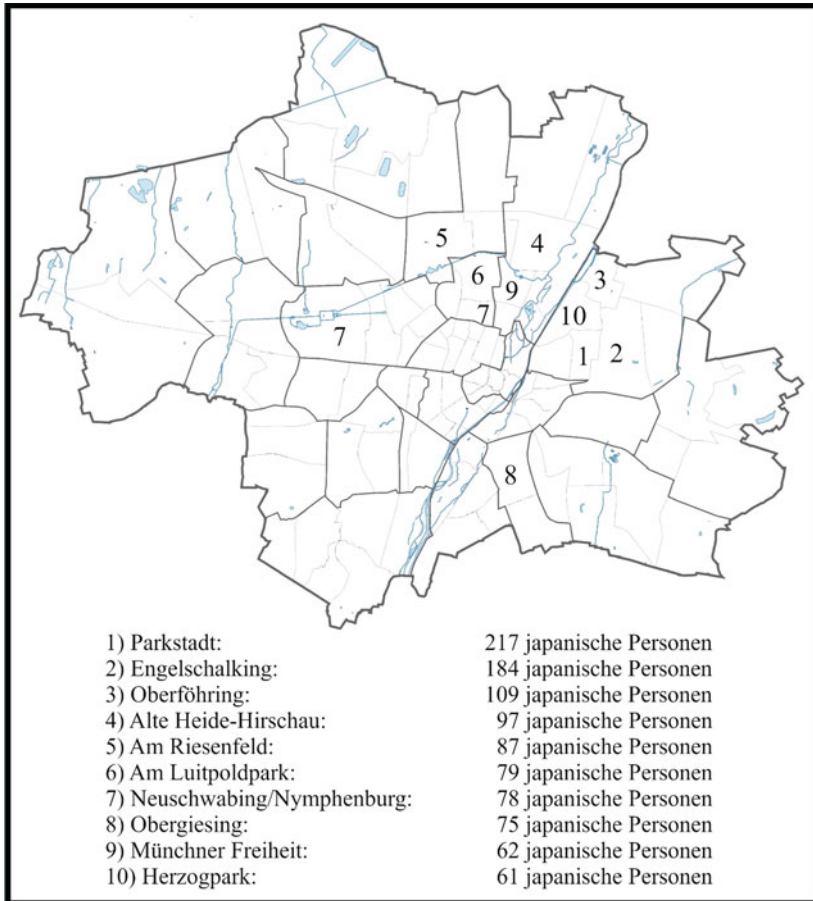 5
4
6
3
9
7
10
7
1
2
8
1) Parkstadt: 217 japanische Personen
2) Engelschalking: 184 japanische Personen
3) Oberföhring: 109 japanische Personen
4) Alte Heide-Hirschau: 97 japanische Personen
5) Am Riesenfeld: 87 japanische Personen
6) Am Luitpoldpark: 79 japanische Personen
7) Neuschwabing/Nymphenburg: 78 japanische Personen
8) Obergiesing: 75 japanische Personen
9) Münchner Freiheit: 62 japanische Personen
10) Herzogpark: 61 japanische Personen